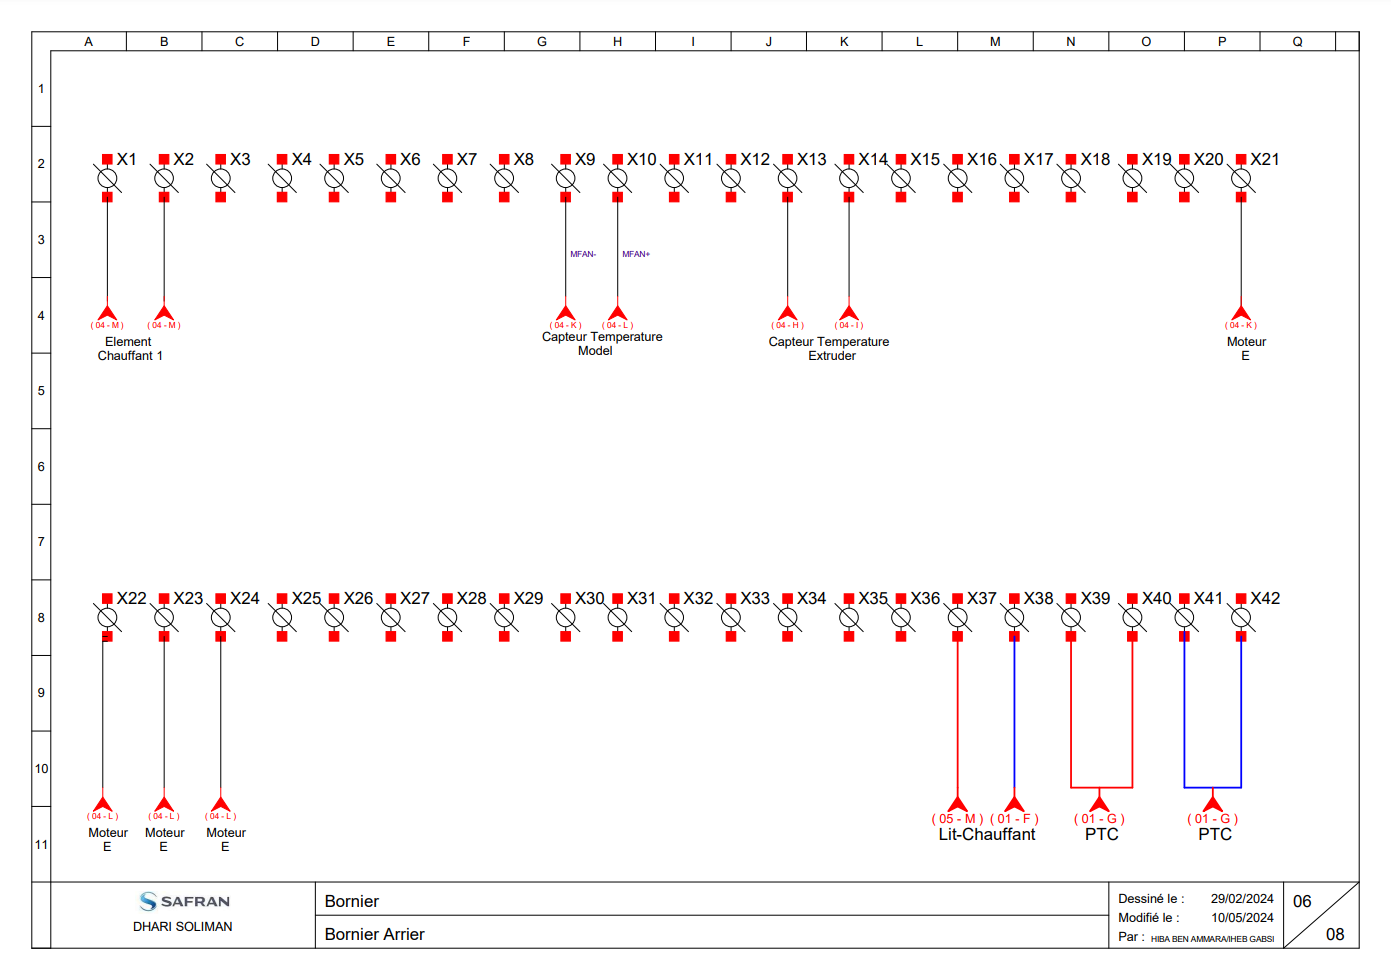 A B C D E F G H I J K L M N O P Q
1
2
X1 X2 X3 X4 X5 X6 X7 X8 X9 X10 X11 X12 X13 X14 X15 X16 X17 X18 X19 X20 X21
3
MFAN- MFAN+
4
( 04 - M ) ( 04 - M ) ( 04 - K ) ( 04 - L ) ( 04 - H ) ( 04 - I ) ( 04 - K )
Element
Chauffant 1
Capteur Temperature
Model
Capteur Temperature
Extruder
Moteur
E
5
6
7
8
X22 X23 X24 X25 X26 X27 X28 X29 X30 X31 X32 X33 X34 X35 X36 X37 X38 X39 X40 X41 X42
9
10
11
( 04 - L ) ( 04 - L ) ( 04 - L ) ( 05 - M ) ( 01 - F ) ( 01 - G ) ( 01 - G )
Moteur
E
Moteur
E
Moteur
E
Lit-Chauffant
PTC
PTC
SAFRAN
DHARI SOLIMAN
Bornier
Bornier Arrier
Dessiné le : 29/02/2024
Modifié le : 10/05/2024
Par : HIBA BEN AMMARA/IHEB GABSI
06
08